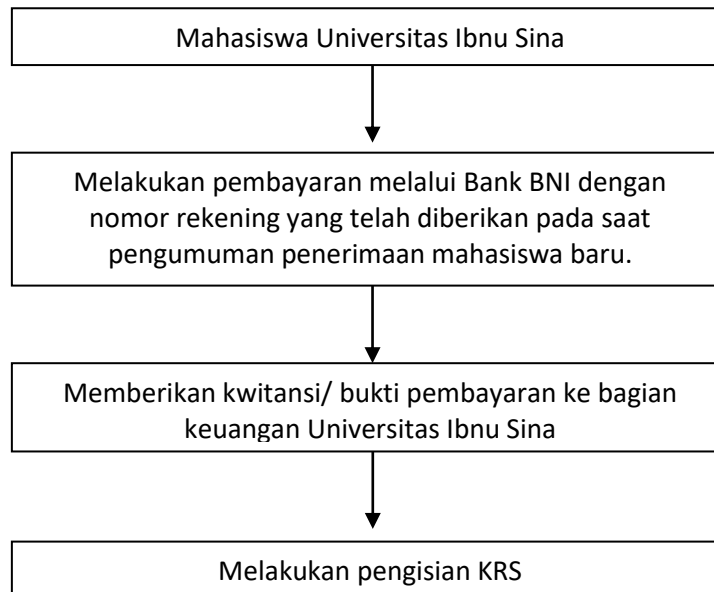 Mahasiswa Universitas Ibnu Sina
Melakukan pembayaran melalui Bank BNI dengan
nomor rekening yang telah diberikan pada saat
pengumuman penerimaan mahasiswa baru.
Memberikan kwitansi/ bukti pembayaran ke bagian
keuangan Universitas Ibnu Sina
Melakukan pengisian KRS